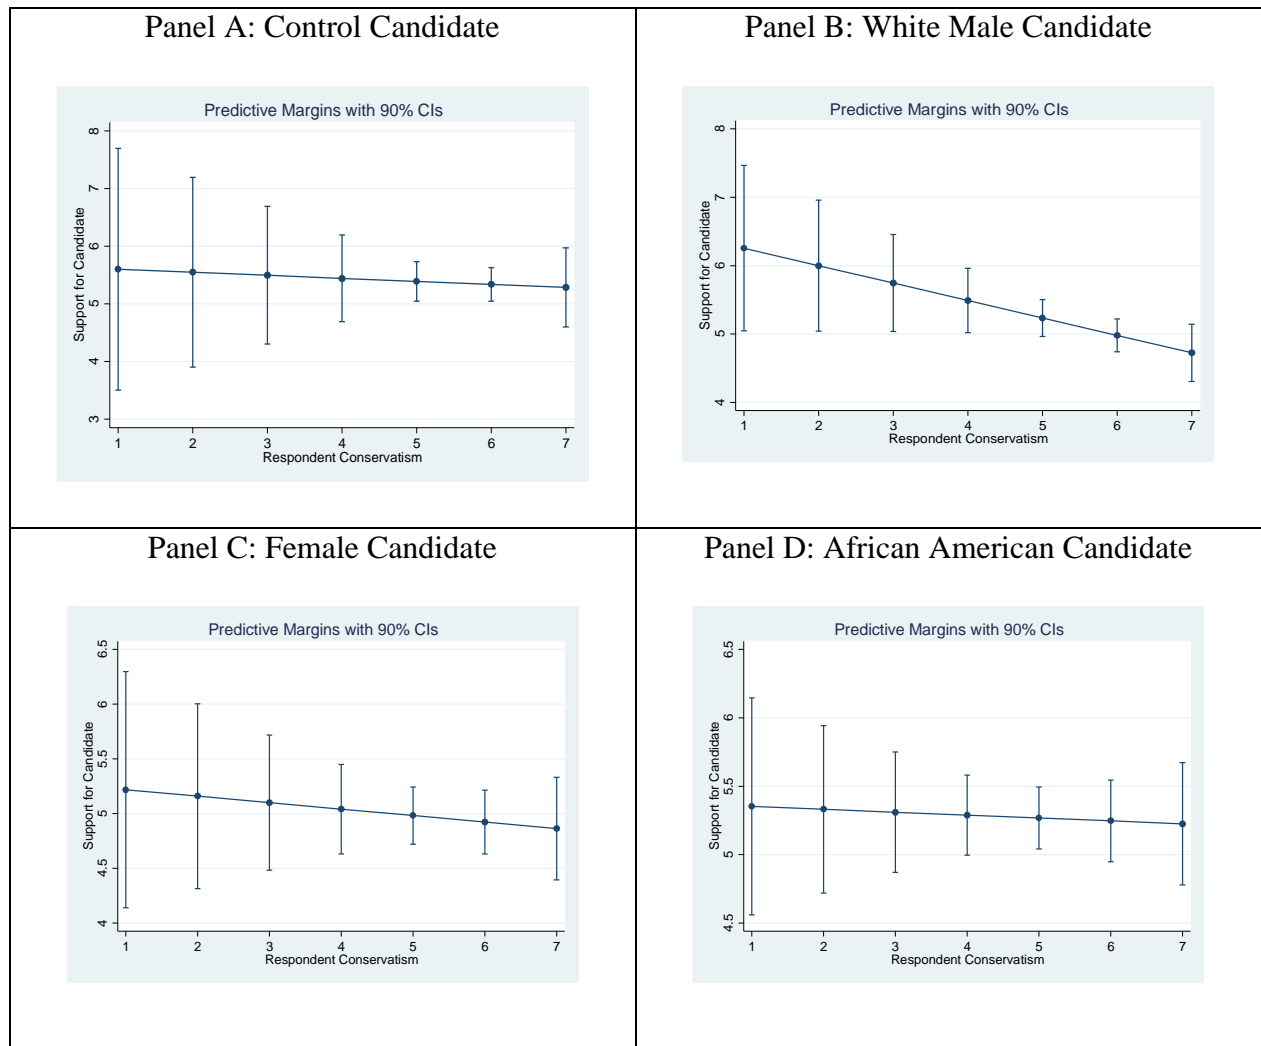 Panel A: Control Candidate
Predictive Margins with 90% CIs
Support for Candidate
8
7
6
5
4
3
1 2 3 4 5 6 7
Respondent Conservatism
Panel B: White Male Candidate
Predictive Margins with 90% CIs
Support for Candidate
8
7
6
5
4
1 2 3 4 5 6 7
Respondent Conservatism
Panel C: Female Candidate
Predictive Margins with 90% CIs
Support for Candidate
6.5
6
5.5
5
4.5
4
1 2 3 4 5 6 7
Respondent Conservatism
Panel D: African American Candidate
Predictive Margins with 90% CIs
Support for Candidate
6.5
6
5.5
5
4.5
1 2 3 4 5 6 7
Respondent Conservatism